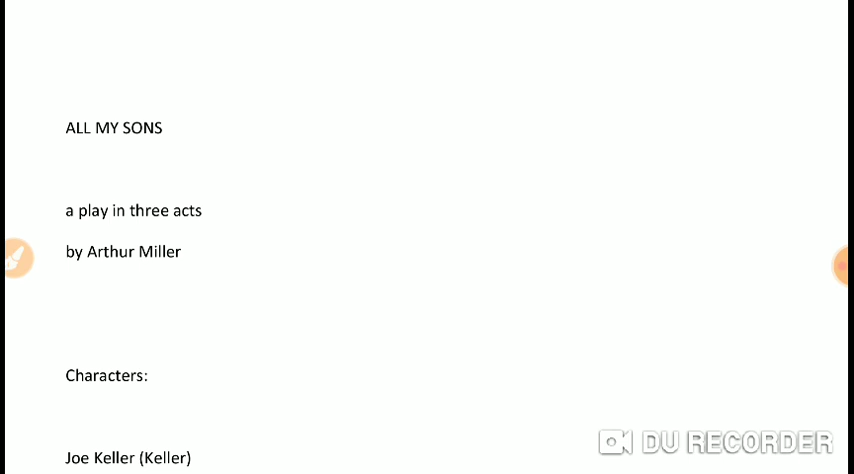 ALL MY SONS
a play in three acts
by Arthur Miller
Characters:
Joe Keller (Keller)
DU RECORDER